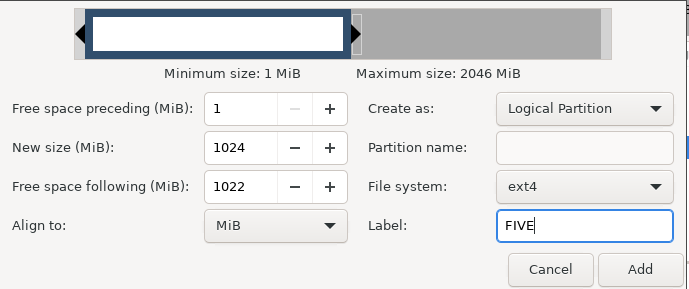 Minimum size: 1 MiB Maximum size: 2046 MiB
Free space preceding (MiB): 1 − + Create as: Logical Partition
New size (MiB): 1024 − + Partition name:
Free space following (MiB): 1022 − + File system: ext4
Align to: MiB Label: FIVE
Cancel Add